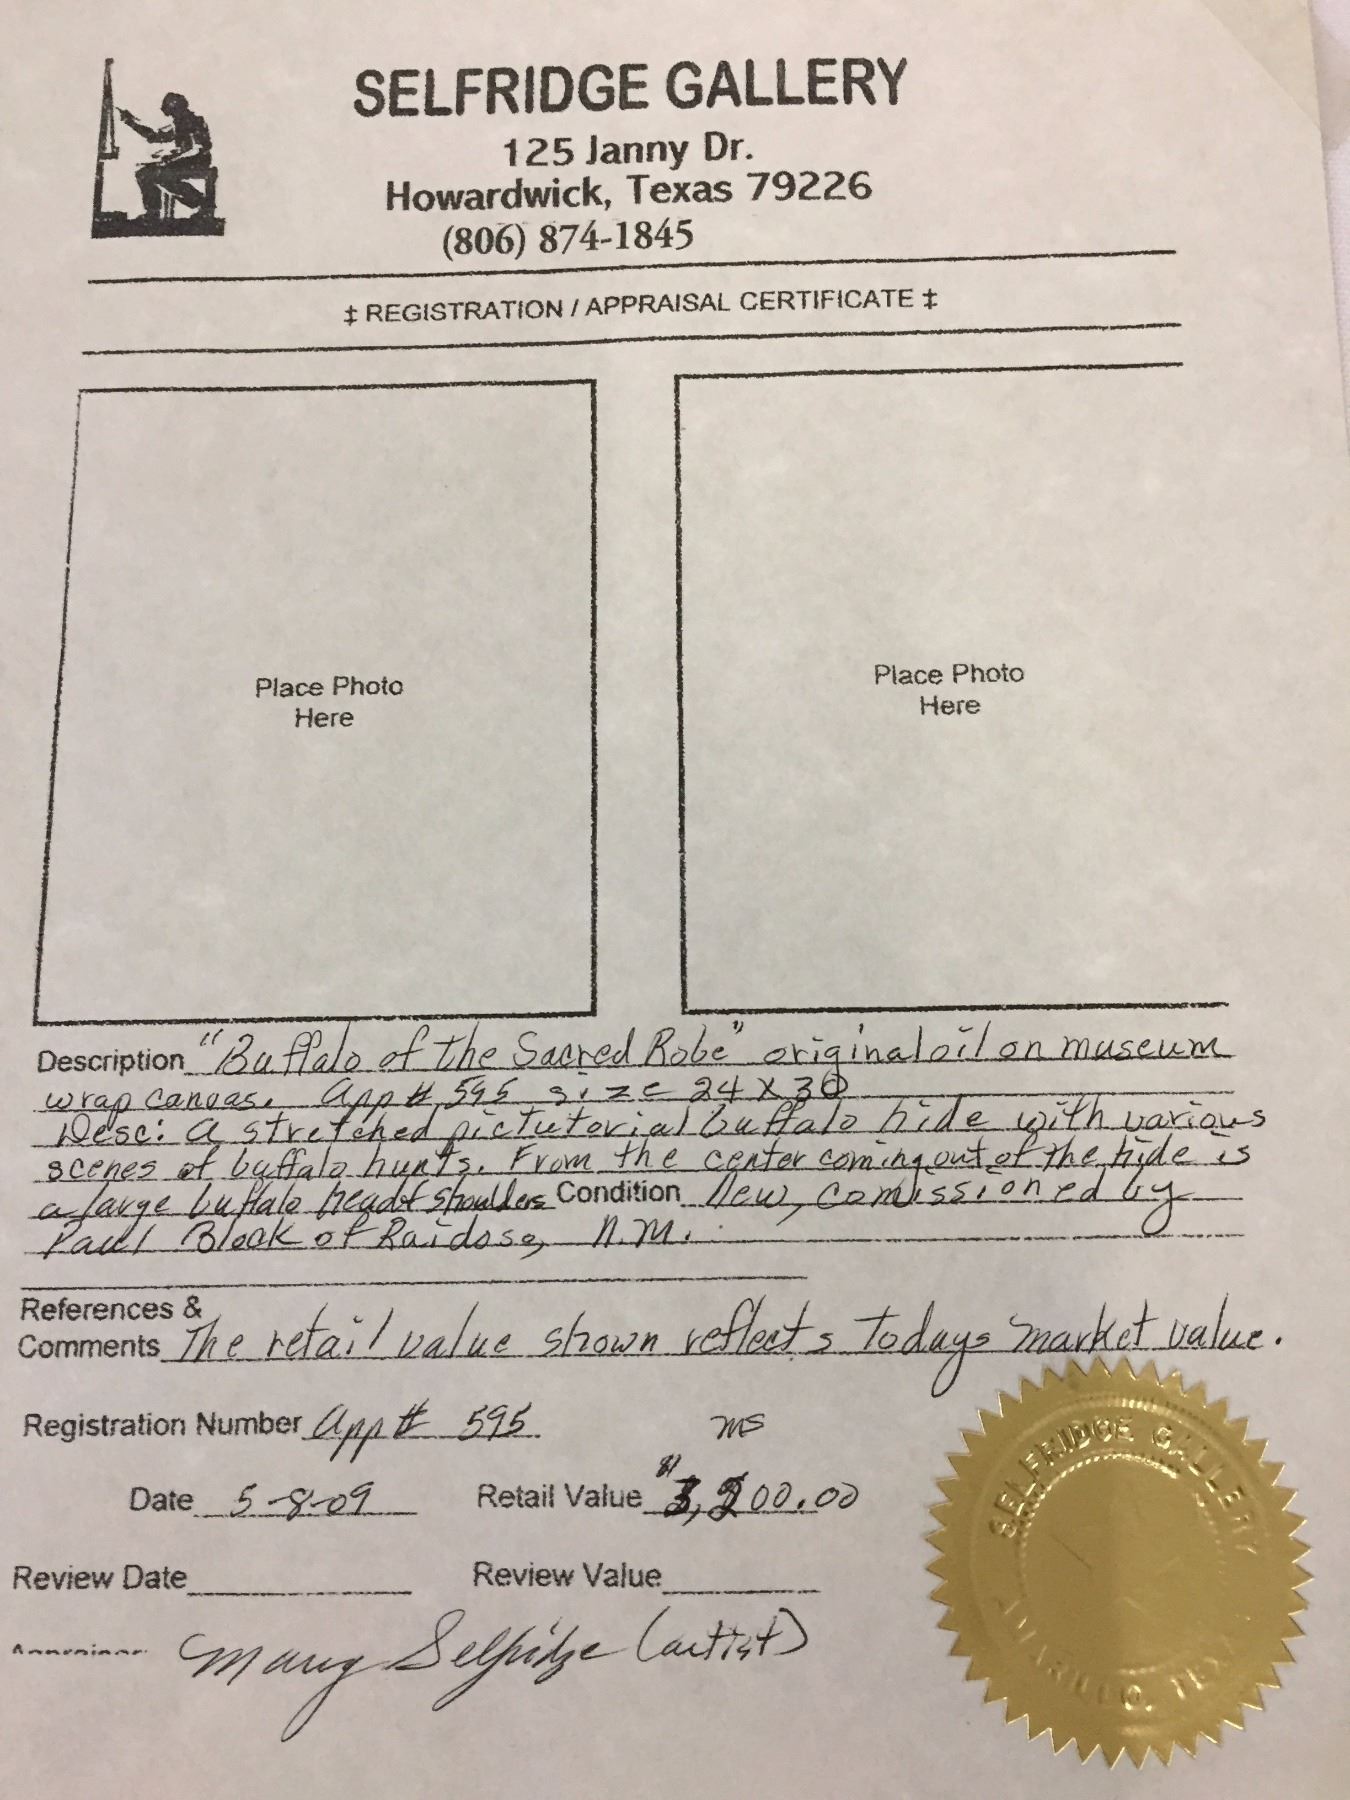 SELFRIDGE GALLERY
125 Janny Dr.
Howardwick, Texas 79226
(806) 874-1845
‡ REGISTRATION / APPRAISAL CERTIFICATE ‡
Place Photo
Here
Place Photo
Here
Description "Buffalo of the Sacred Robe" original oil on museum
wrap canvas. App # 595 size 24 X 30
Desc: a stretched pictutorial buffalo hide with various
scenes of buffalo hunts. From the center coming out of the hide is
a large buffalo head & shoulders Condition New, comissioned by
Paul Block of Raidoso, N.M.
References &
Comments The retail value shown reflects todays market value.
Registration Number App # 595
ms
Date 5-8-09 Retail Value $3,200.00
Review Date Review Value
Appraiser: Selfridge (artist)
SELFRIDGE GALLERY
AMARILLO, TEX